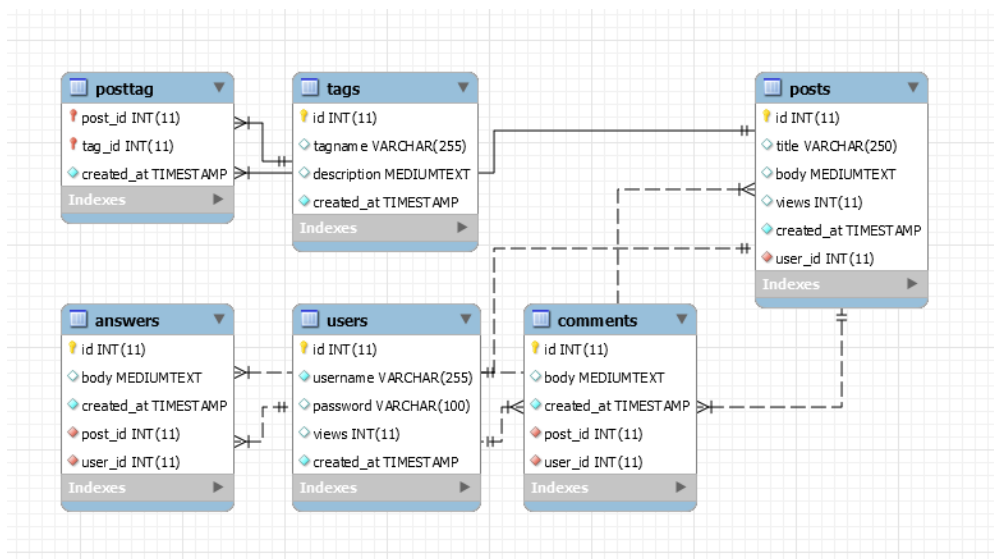 posttag
post_id INT(11)
tag_id INT(11)
created_at TIMESTAMP
Indexes
tags
id INT(11)
tagname VARCHAR(255)
description MEDIUMTEXT
created_at TIMESTAMP
Indexes
posts
id INT(11)
title VARCHAR(250)
body MEDIUMTEXT
views INT(11)
created_at TIMESTAMP
user_id INT(11)
Indexes
answers
id INT(11)
body MEDIUMTEXT
created_at TIMESTAMP
post_id INT(11)
user_id INT(11)
Indexes
users
id INT(11)
username VARCHAR(255)
password VARCHAR(100)
views INT(11)
created_at TIMESTAMP
Indexes
comments
id INT(11)
body MEDIUMTEXT
created_at TIMESTAMP
post_id INT(11)
user_id INT(11)
Indexes